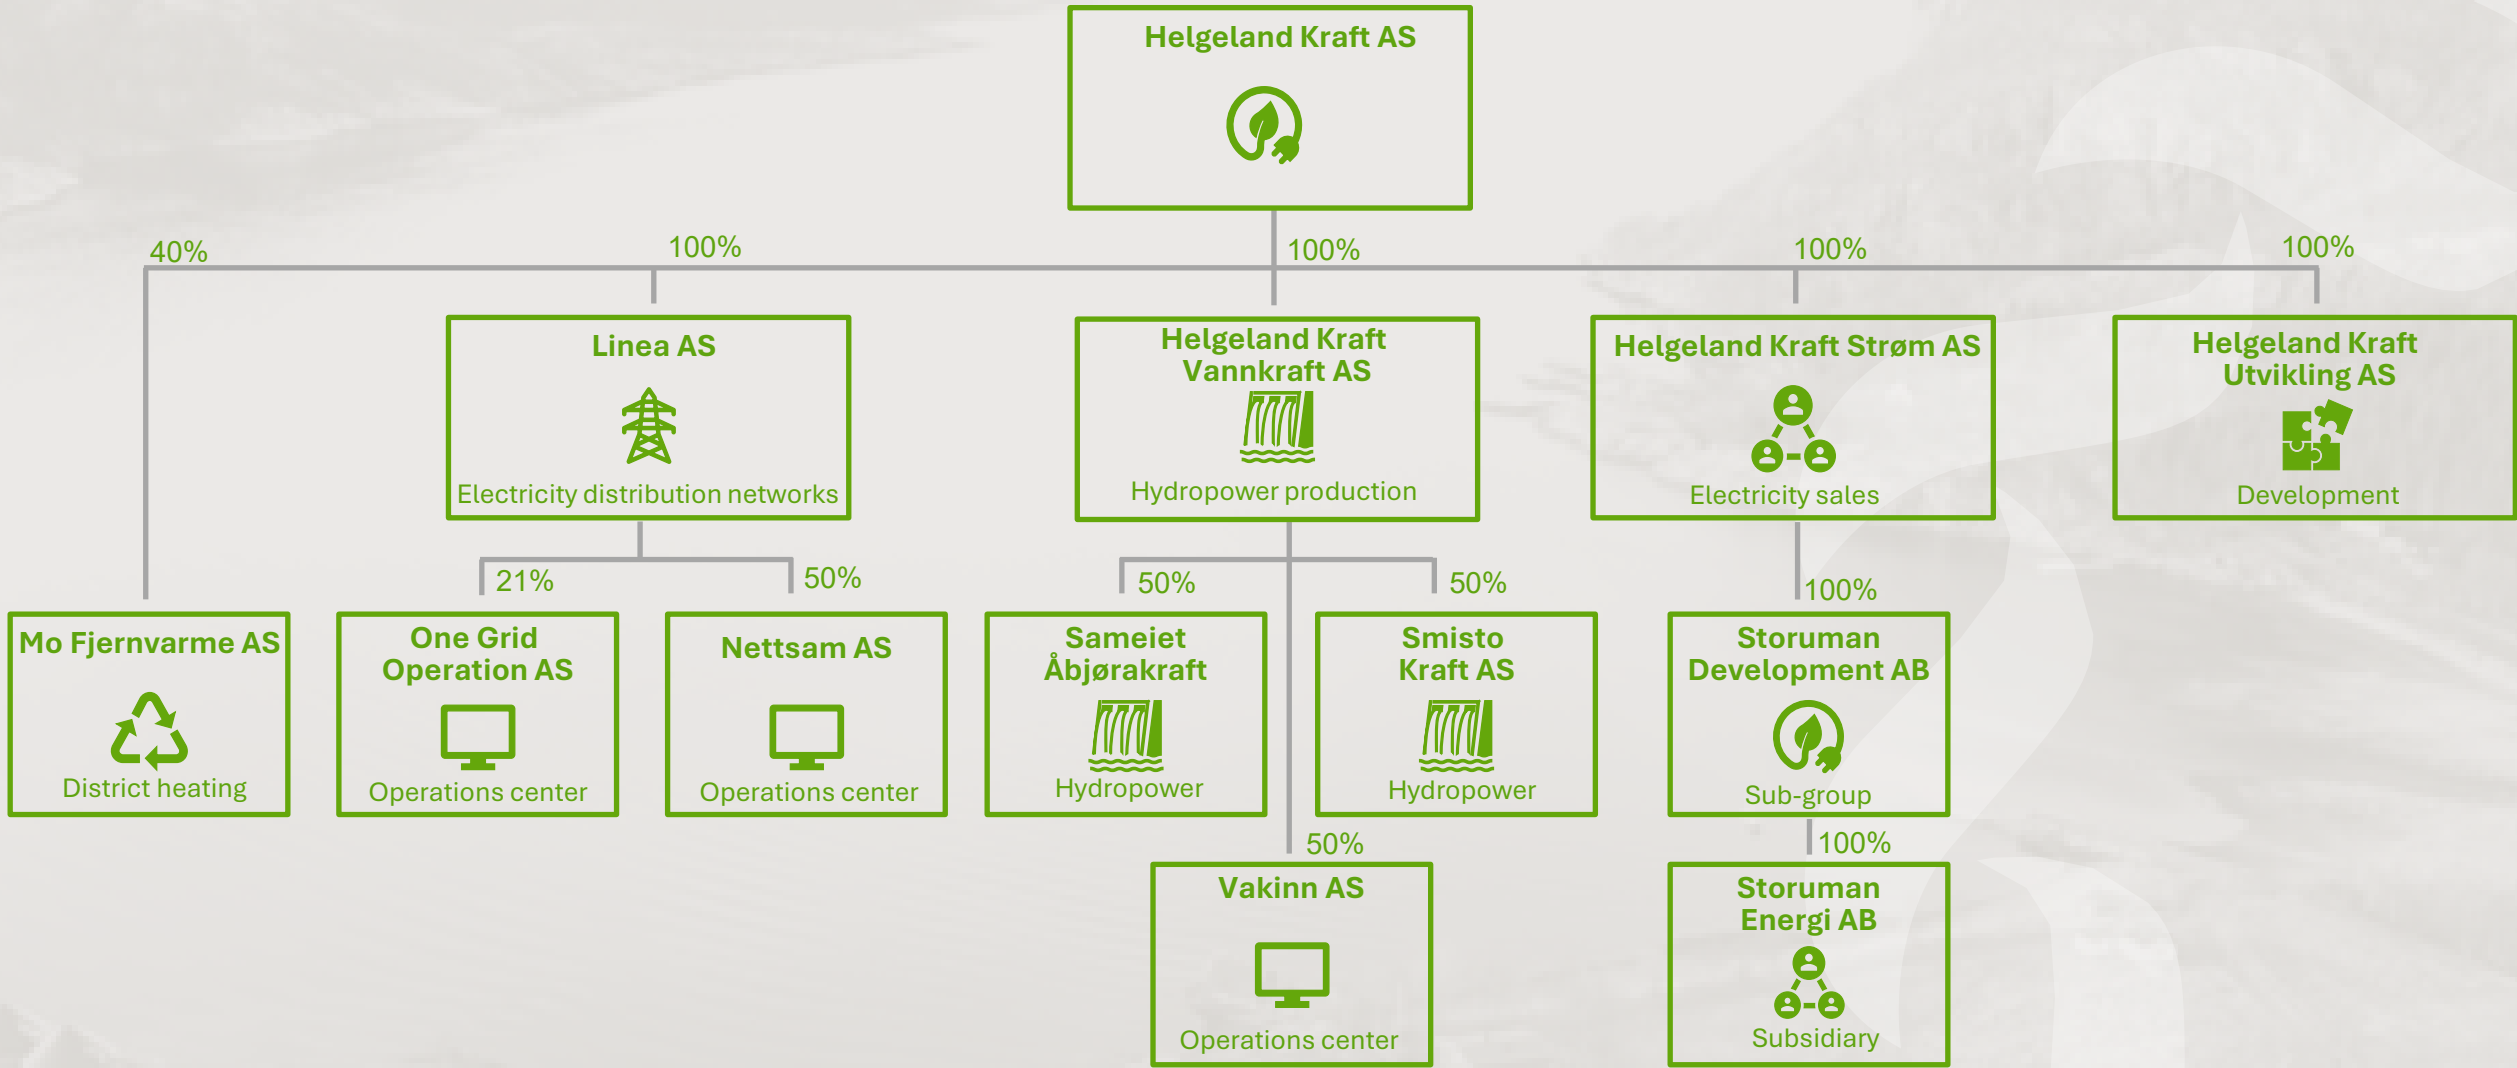 Helgeland Kraft AS
40%
100%
100%
100%
100%
Linea AS
Electricity distribution networks
Helgeland Kraft
Vannkraft AS
Hydropower production
Helgeland Kraft Strøm AS
Electricity sales
Helgeland Kraft
Utvikling AS
Development
21%
50%
50%
50%
100%
Mo Fjernvarme AS
District heating
One Grid
Operation AS
Operations center
Nettsam AS
Operations center
Sameiet
Åbjørakraft
Hydropower
Smisto
Kraft AS
Hydropower
Storuman
Development AB
Sub-group
50%
100%
Vakinn AS
Operations center
Storuman
Energi AB
Subsidiary